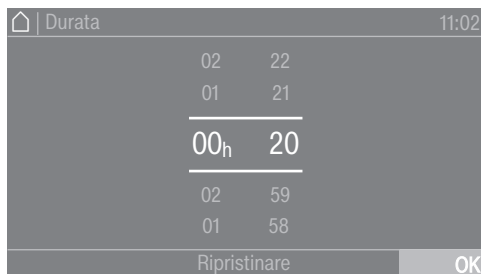 | Durata 11:02
02 22
01 21
00h 20
02 59
01 58
Ripristinare OK